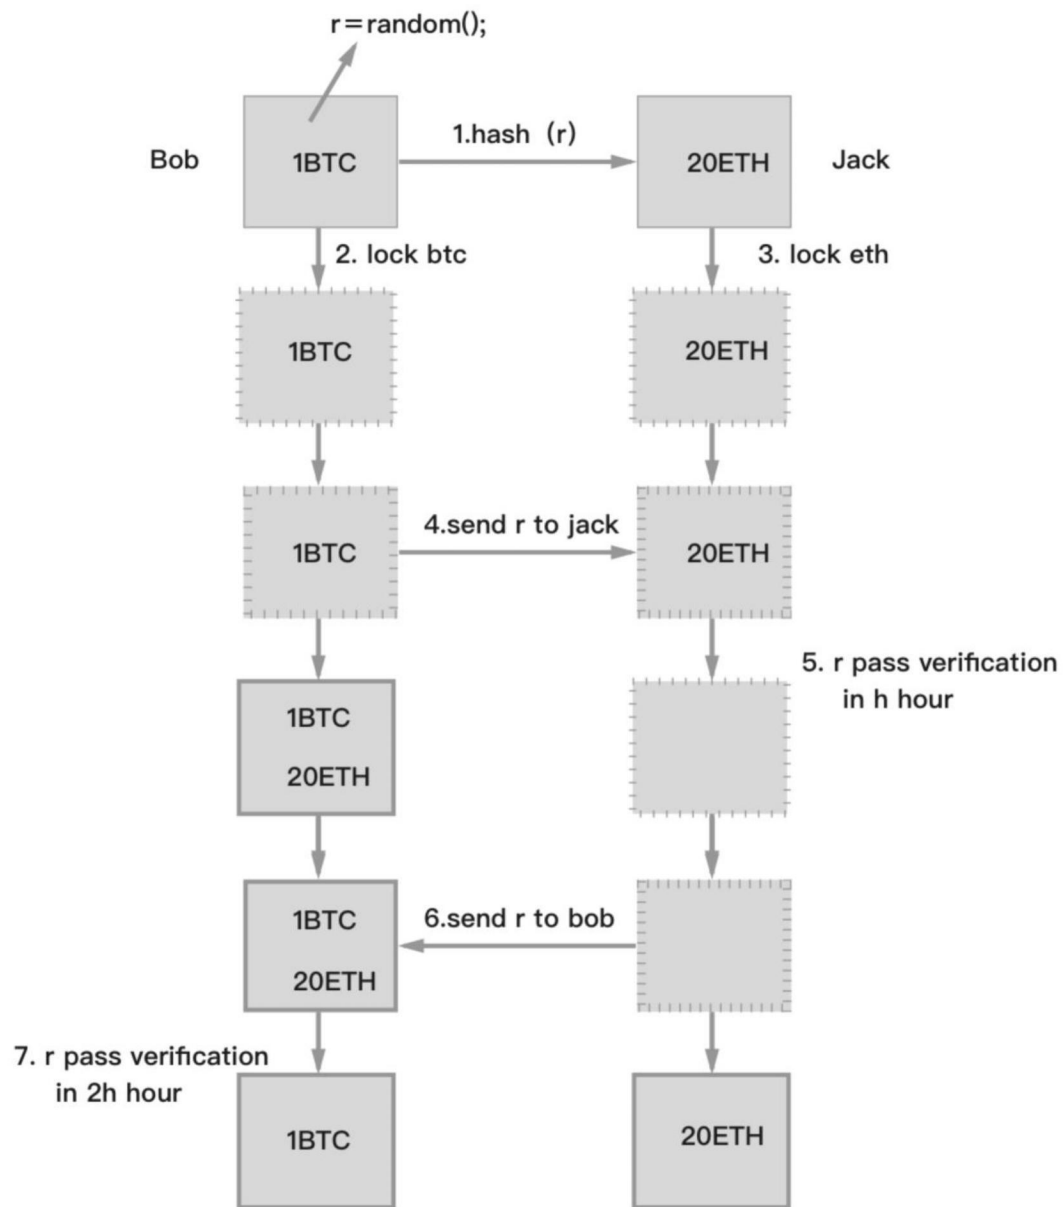 r=random();
1.hash (r)
Bob
1BTC
20ETH
Jack
2. lock btc
3. lock eth
1BTC
20ETH
4.send r to jack
1BTC
20ETH
5. r pass verification
in h hour
1BTC
20ETH
6.send r to bob
1BTC
20ETH
7. r pass verification
in 2h hour
1BTC
20ETH